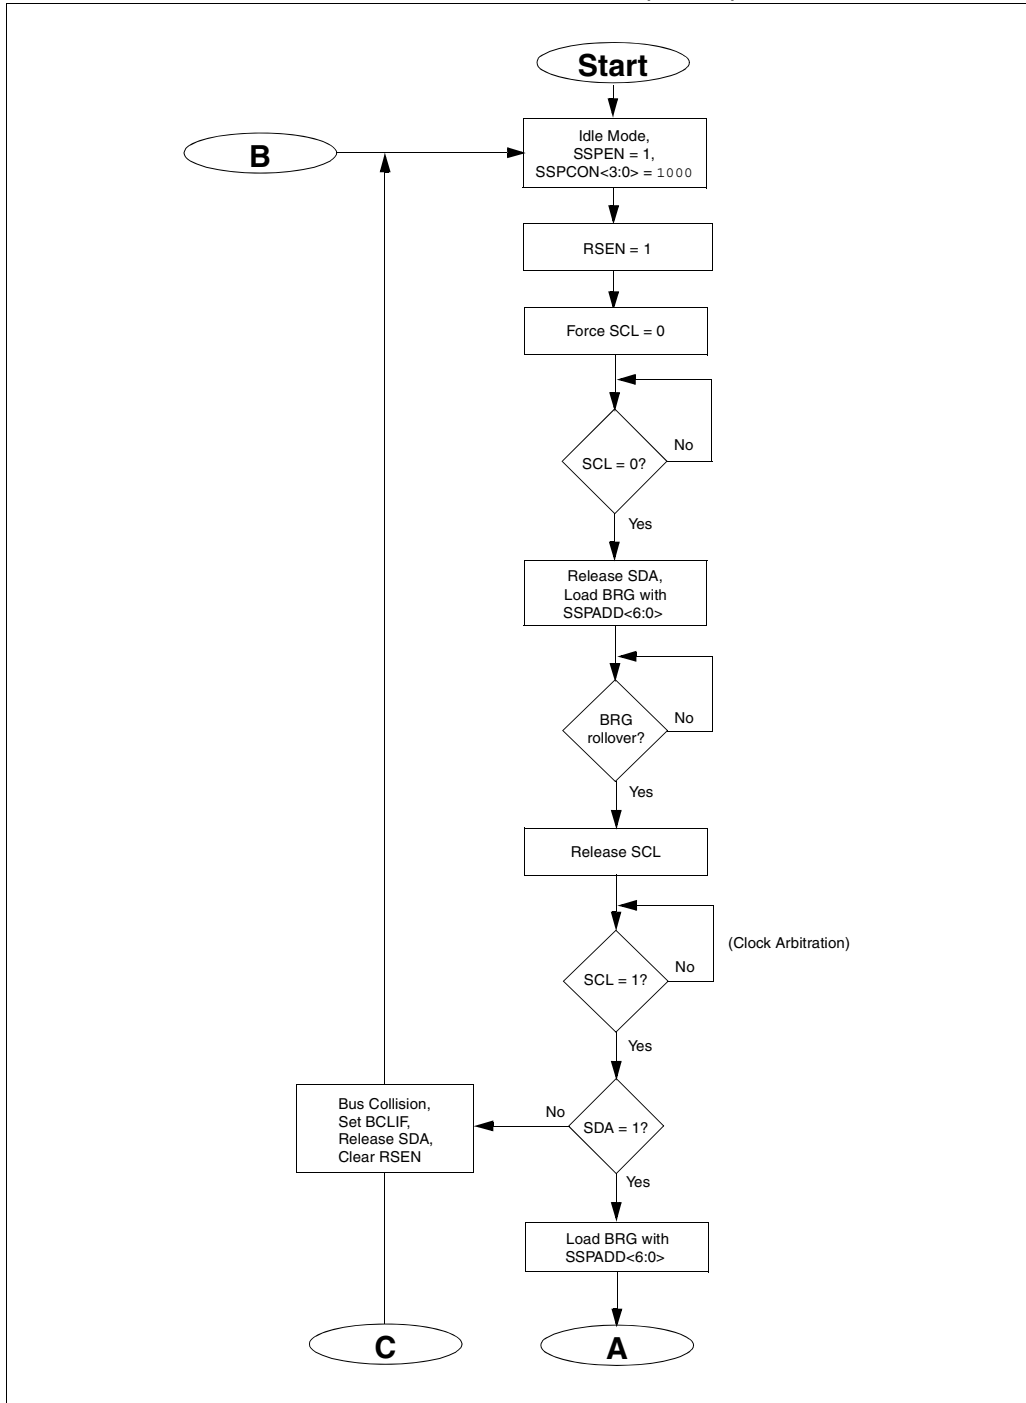 Start
B
Idle Mode,
SSPEN = 1,
SSPCON<3:0> = 1000
RSEN = 1
Force SCL = 0
No
SCL = 0?
Yes
Release SDA,
Load BRG with
SSPADD<6:0>
BRG
rollover?
No
Yes
Release SCL
(Clock Arbitration)
No
SCL = 1?
Yes
Bus Collision,
Set BCLIF,
Release SDA,
Clear RSEN
No
SDA = 1?
Yes
Load BRG with
SSPADD<6:0>
C
A